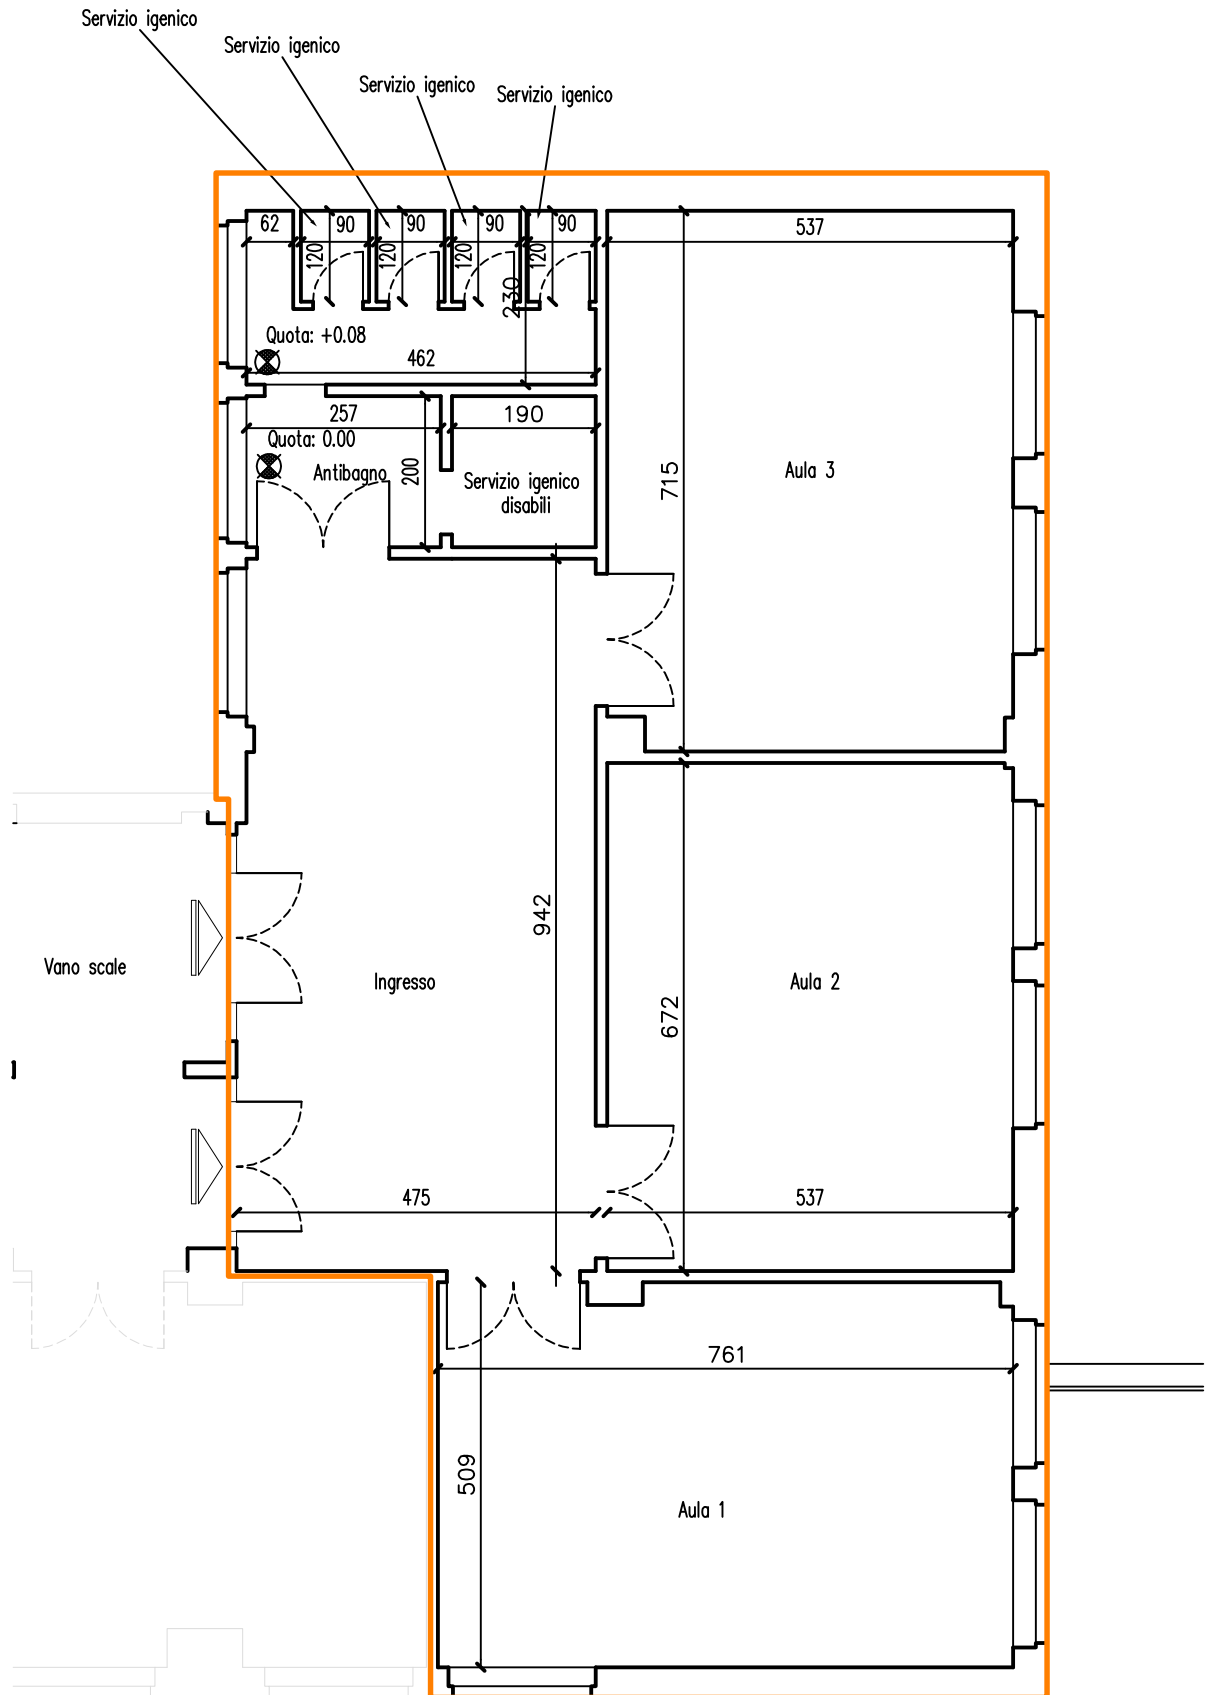 Servizio igenico
Servizio igenico
Servizio igenico
Servizio igenico
62
90
90
90
90
537
120
120
120
120
230
Quota: +0.08
462
257
190
Quota: 0.00
Antibagno
200
Servizio igenico
disabili
715
Aula 3
942
Vano scale
Ingresso
672
Aula 2
475
537
761
509
Aula 1